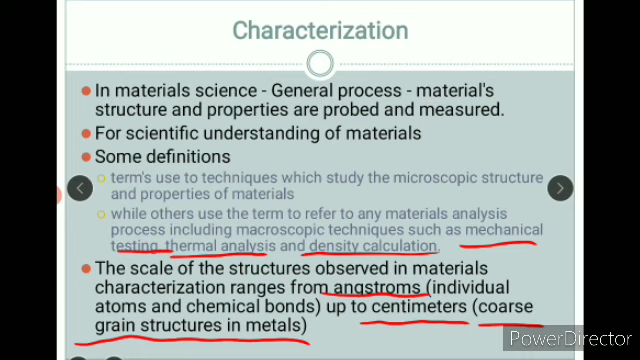 Characterization
In materials science - General process - material's
structure and properties are probed and measured.
For scientific understanding of materials
Some definitions
term's use to techniques which study the microscopic structure
and properties of materials
while others use the term to refer to any materials analysis
process including macroscopic techniques such as mechanical
testing, thermal analysis and density calculation.
The scale of the structures observed in materials
characterization ranges from angstroms (individual
atoms and chemical bonds) up to centimeters (coarse
grain structures in metals)
PowerDirector